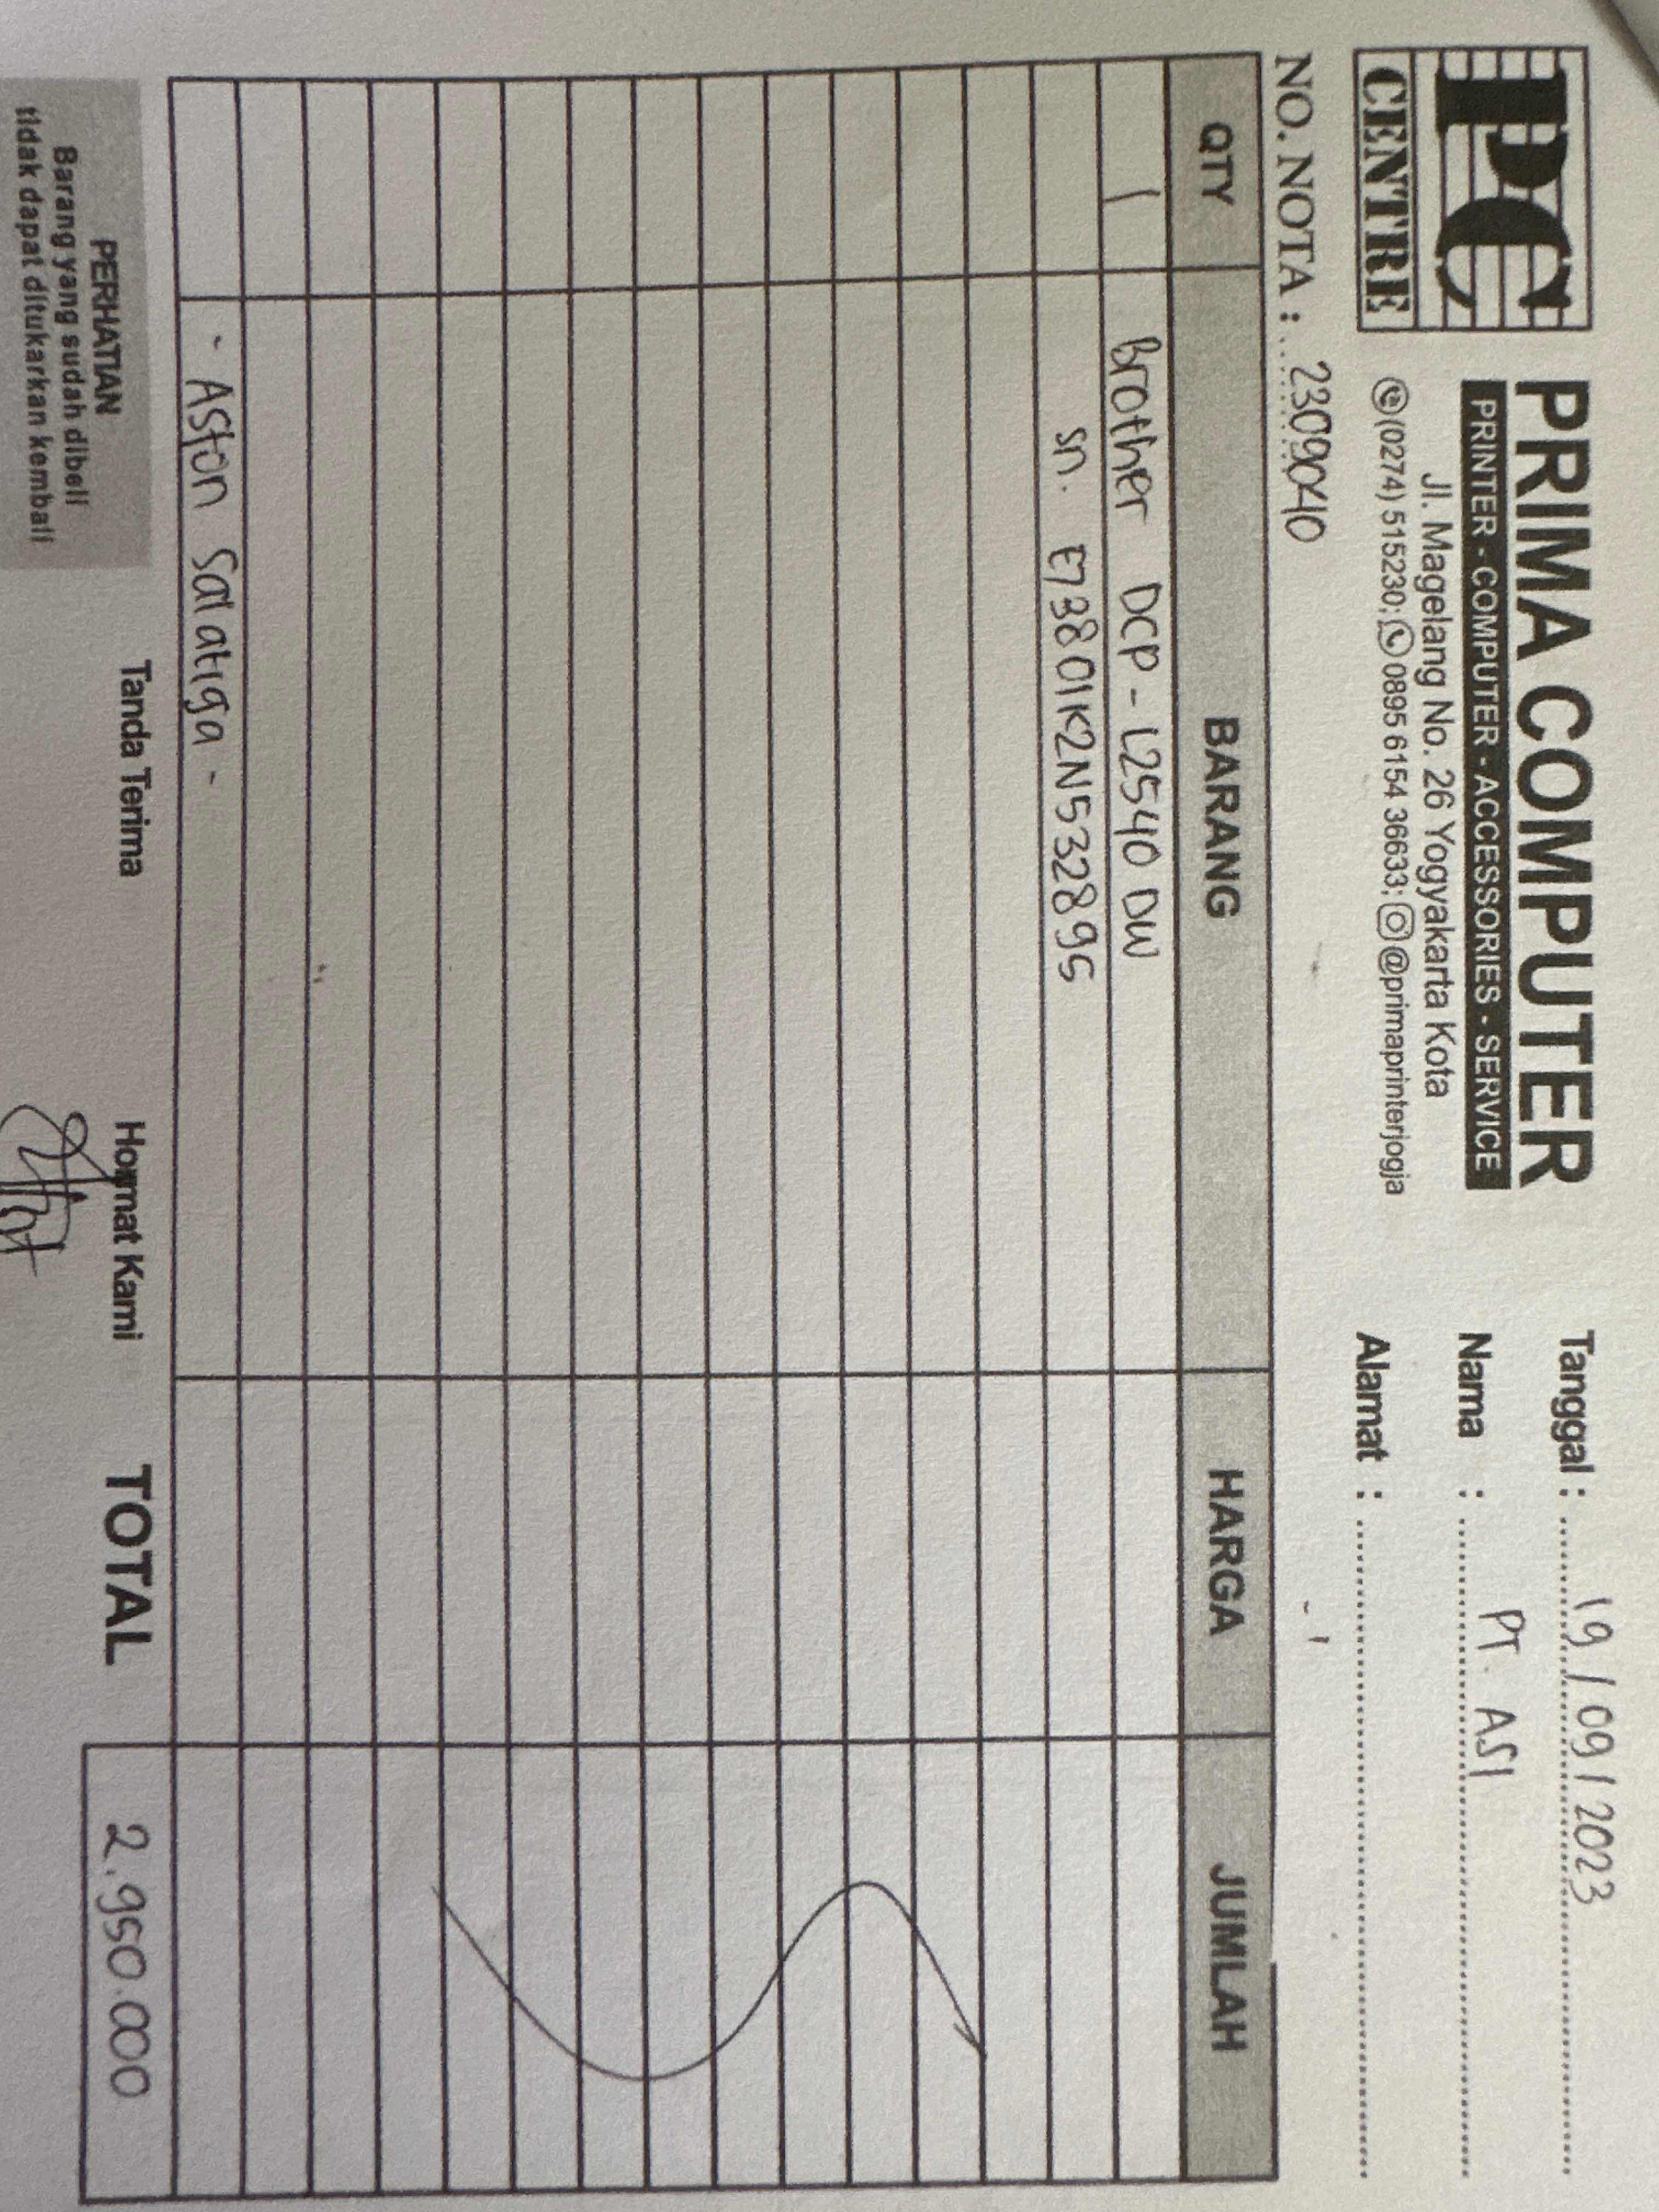 PC
CENTRE
PRIMA COMPUTER
PRINTER - COMPUTER - ACCESSORIES - SERVICE
Jl. Magelang No. 26 Yogyakarta Kota
(0274) 515230; 0895 6154 36633; @primaprinterjogja
Tanggal : 19/09/2023
Nama : PT. ASI
Alamat :
NO. NOTA : 23090040
QTY BARANG HARGA JUMLAH
1 Brother DCP-L2540 DW
sn. E73801K2N532895
- Aston Salatiga -
PERHATIAN
Barang yang sudah dibeli
tidak dapat ditukarkan kembali
Tanda Terima
Hormat Kami
TOTAL 2.950.000